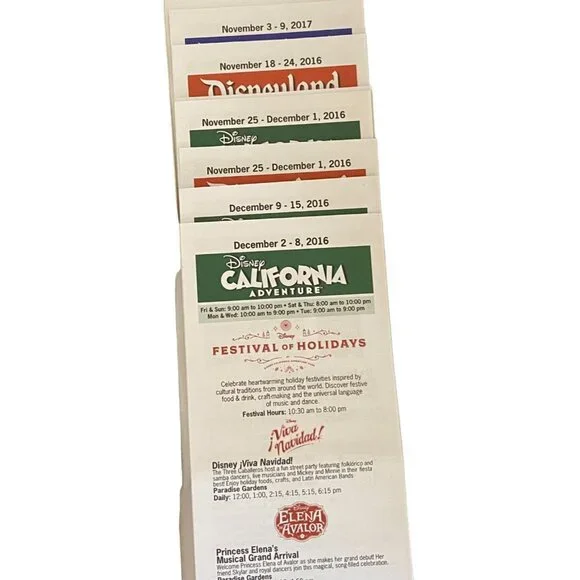 November 3 - 9, 2017
November 18 - 24, 2016
Disneyland
November 25 - December 1, 2016
Disney
November 25 - December 1, 2016
December 9 - 15, 2016
December 2 - 8, 2016
Disney
CALIFORNIA
ADVENTURE
Fri & Sun: 9:00 am to 10:00 pm • Sat & Thu: 8:00 am to 10:00 pm
Mon & Wed: 10:00 am to 9:00 pm • Tue: 9:00 am to 9:00 pm
Disney
FESTIVAL OF HOLIDAYS
Celebrate heartwarming holiday festivities inspired by
cultural traditions from around the world. Discover festive
food & drink, craft-making and the universal language
of music and dance.
Festival Hours: 10:30 am to 8:00 pm
Disney
¡Viva
Navidad!
Disney ¡Viva Navidad!
The Three Caballeros host a fun street party featuring folklórico and
samba dancers, live musicians and Mickey and Minnie in their fiesta
best! Enjoy holiday foods, crafts, and Latin American Bands
Paradise Gardens
Daily: 12:00, 1:00, 2:15, 4:15, 5:15, 6:15 pm
Disney
ELENA
AVALOR
Princess Elena's
Musical Grand Arrival
Welcome Princess Elena of Avalor as she makes her grand debut! Her
friend Skylar and royal dancers join this magical, song-filled celebration.
Paradise Gardens